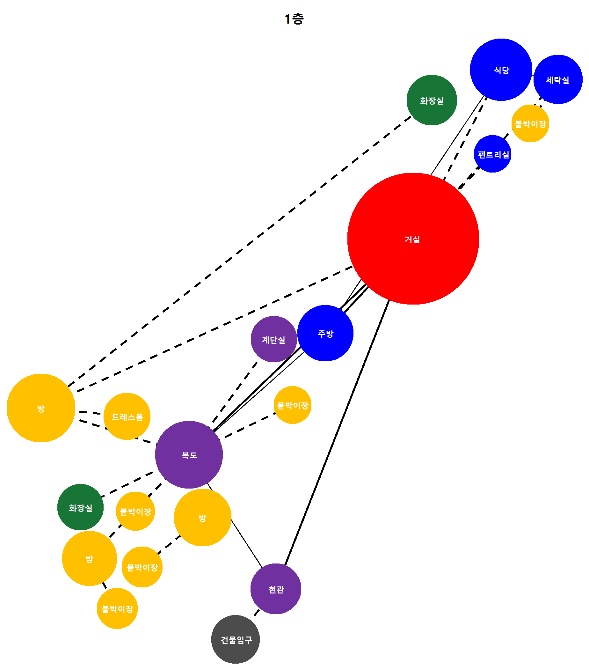 1층
식당
세탁실
화장실
붙박이장
팬트리실
거실
주방
계단실
붙박이장
방
드레스룸
복도
화장실
붙박이장
방
방
붙박이장
현관
붙박이장
건물입구